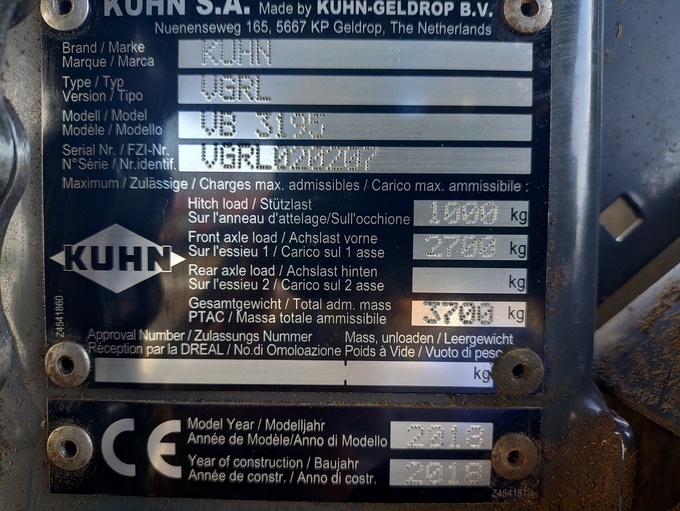 KUHN S.A. Made by KUHN-GELDROP B.V.
Nuenenseweg 165, 5667 KP Geldrop, The Netherlands
Brand / Marke
Marque / Marca
KUHN
Type / Typ
Version / Tipo
VGRL
Modell / Model
Modèle / Modello
VB 3195
Serial Nr. / FZI-Nr.
N°Série / Nr.identif.
VGRL020207
Maximum / Zulässige / Charges max. admissibles / Carico max. ammissibile :
Hitch load / Stützlast
Sur l'anneau d'attelage/Sull'occhione
1000 kg
Front axle load / Achslast vorne
Sur l'essieu 1 / Carico sul 1 asse
2700 kg
KUHN
Rear axle load / Achslast hinten
Sur l'essieu 2 / Carico sul 2 asse
kg
Gesamtgewicht / Total adm. mass
PTAC / Massa totale ammissibile
3700 kg
Z4541860
Approval Number / Zulassungs Nummer
Réception par la DREAL / No.di Omoloazione
Mass, unloaden / Leergewicht
Poids à Vide / Vuoto di peso
kg
CE
Model Year / Modelljahr
Année de Modèle/Anno di Modello
2018
Year of construction / Baujahr
Année de constr. / Anno di costr.
2018